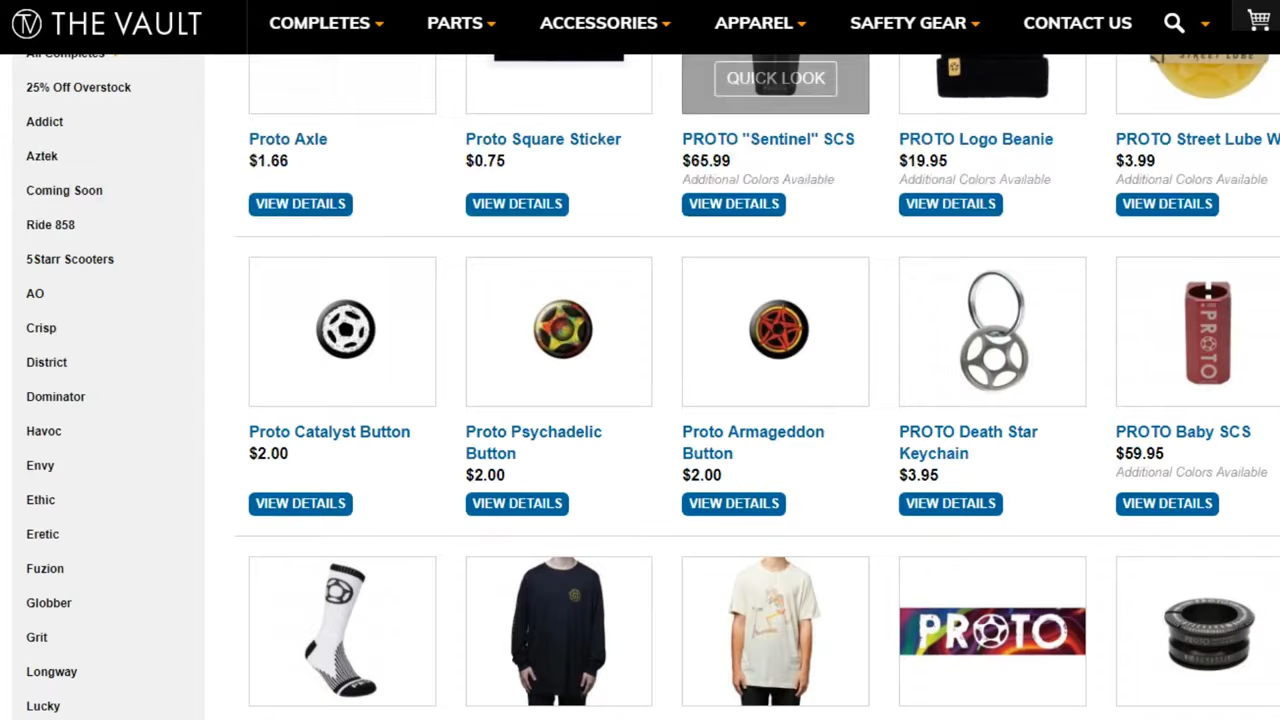 TV THE VAULT
COMPLETES
PARTS
ACCESSORIES
APPAREL
SAFETY GEAR
CONTACT US
All Completes
25% Off Overstock
Addict
Aztek
Coming Soon
Ride 858
5Starr Scooters
AO
Crisp
District
Dominator
Havoc
Envy
Ethic
Eretic
Fuzion
Globber
Grit
Longway
Lucky
QUICK LOOK
STREET LUBE
Proto Axle
$1.66
VIEW DETAILS
Proto Square Sticker
$0.75
VIEW DETAILS
PROTO "Sentinel" SCS
$65.99
Additional Colors Available
VIEW DETAILS
PROTO Logo Beanie
$19.95
Additional Colors Available
VIEW DETAILS
PROTO Street Lube W
$3.99
Additional Colors Available
VIEW DETAILS
Proto Catalyst Button
$2.00
VIEW DETAILS
Proto Psychadelic
Button
$2.00
VIEW DETAILS
Proto Armageddon
Button
$2.00
VIEW DETAILS
PROTO Death Star
Keychain
$3.95
VIEW DETAILS
PROTO
PROTO Baby SCS
$59.95
Additional Colors Available
VIEW DETAILS
PROTO